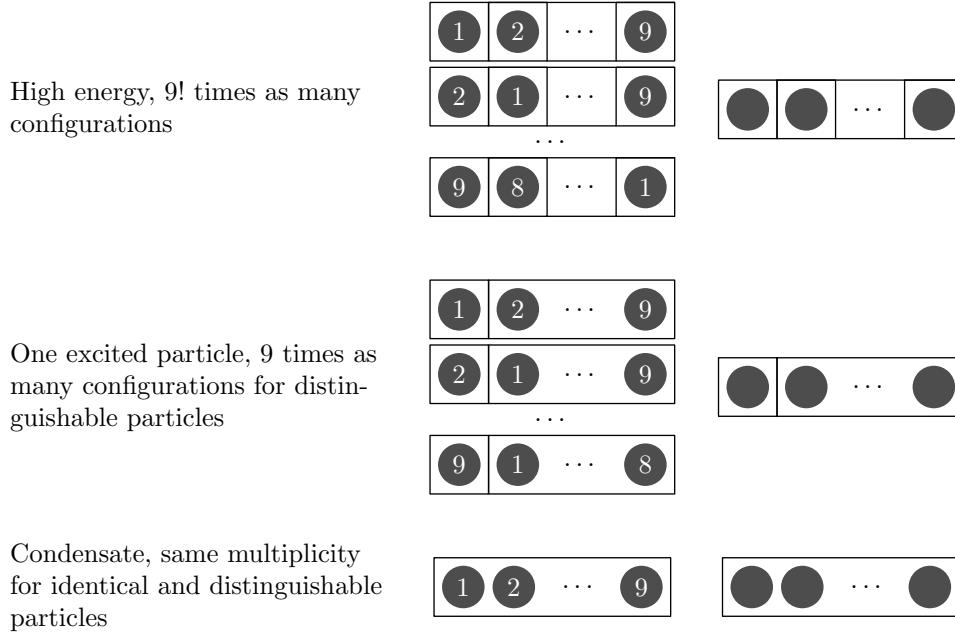 1 2 ··· 9
High energy, 9! times as many
configurations
2 1 ··· 9
···
···
9 8 ··· 1
1 2 ··· 9
One excited particle, 9 times as
many configurations for distin-
guishable particles
2 1 ··· 9
···
···
9 1 ··· 8
Condensate, same multiplicity
for identical and distinguishable
particles
1 2 ··· 9
···